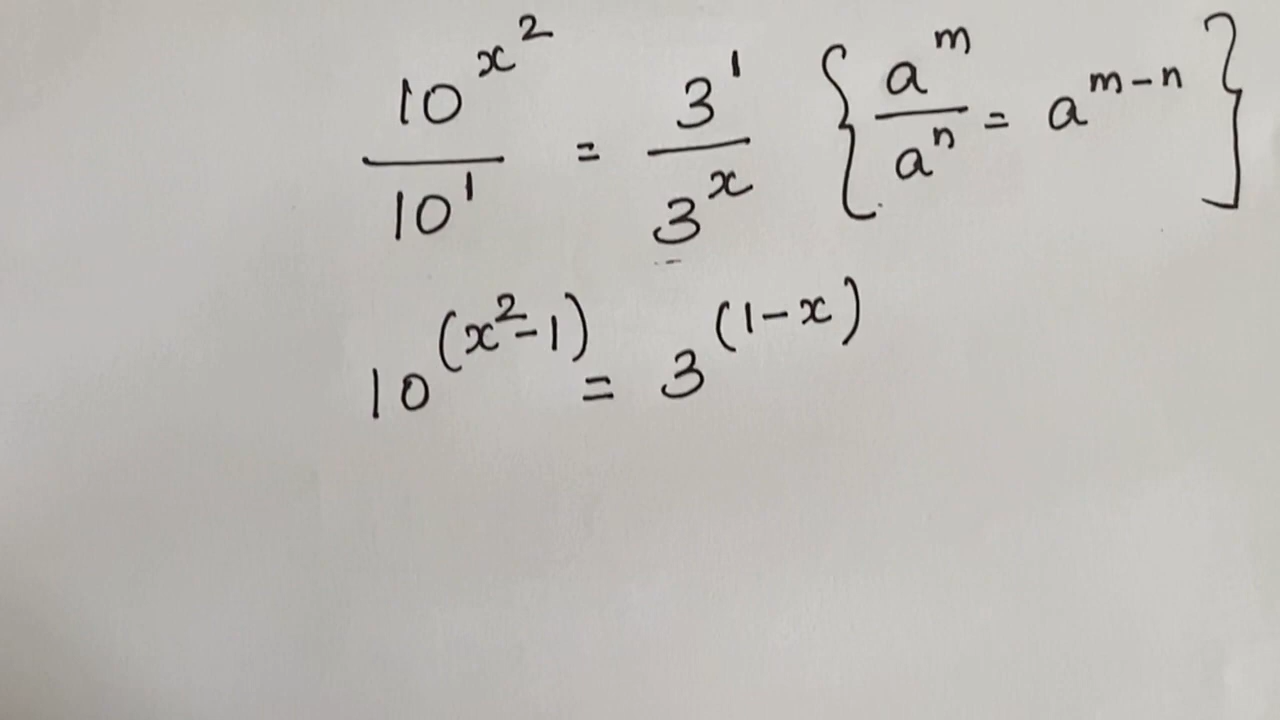 10^(x^2) / 10^1 = 3^1 / 3^x { a^m / a^n = a^(m-n) }
10^(x^2-1) = 3^(1-x)